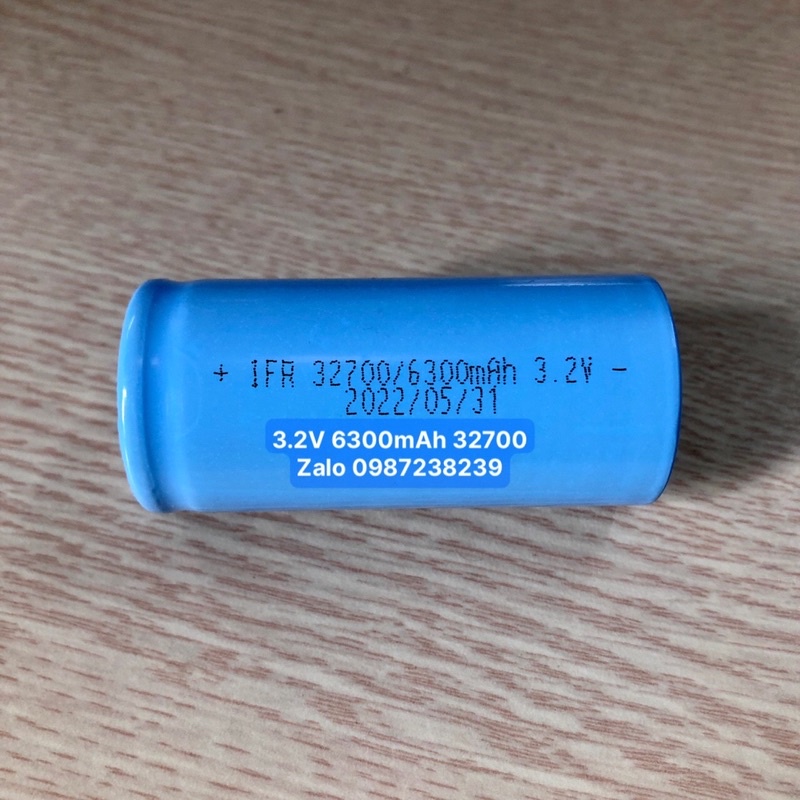 + IFR 32700/6300mAh 3.2V -
2022/05/31
3.2V 6300mAh 32700
Zalo 0987238239